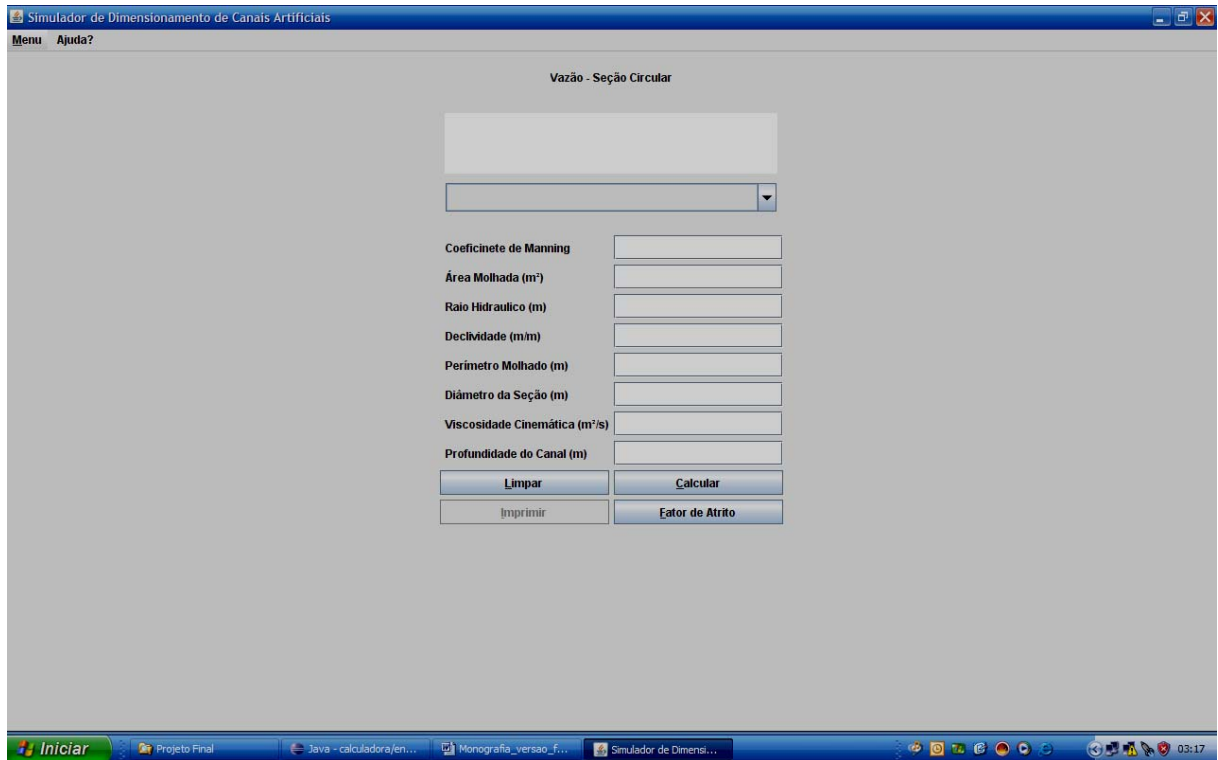 Simulador de Dimensionamento de Canais Artificiais
Menu Ajuda?
Vazão - Seção Circular
Coeficinete de Manning
Área Molhada (m²)
Raio Hidraulico (m)
Declividade (m/m)
Perímetro Molhado (m)
Diâmetro da Seção (m)
Viscosidade Cinemática (m²/s)
Profundidade do Canal (m)
Limpar Calcular
Imprimir Fator de Atrito
Iniciar Projeto Final Java - calculadora/en... Monografia_versao_f... Simulador de Dimensi... 03:17